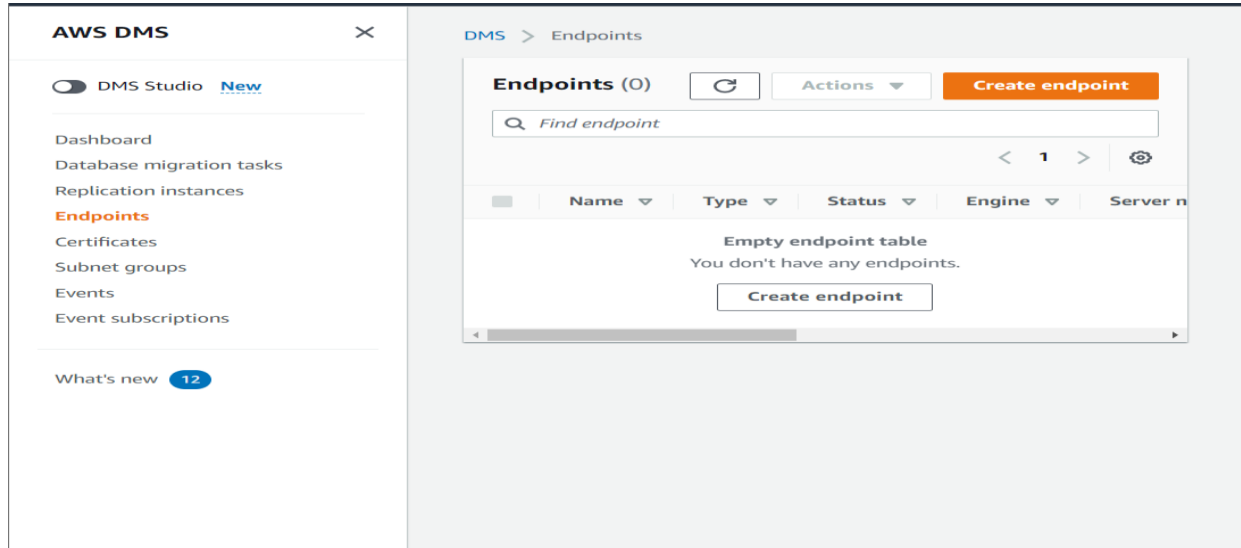 AWS DMS
DMS Studio New
Dashboard
Database migration tasks
Replication instances
Endpoints
Certificates
Subnet groups
Events
Event subscriptions
What's new 12
DMS > Endpoints
Endpoints (0) Actions Create endpoint
Find endpoint
< 1 >
Name Type Status Engine Server n
Empty endpoint table
You don't have any endpoints.
Create endpoint